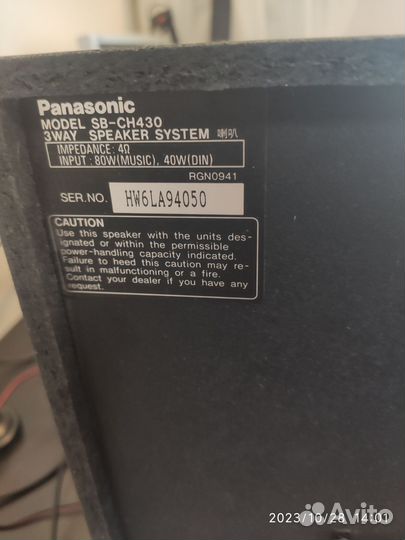 Panasonic
MODEL SB-CH430
3WAY SPEAKER SYSTEM 喇叭
IMPEDANCE: 4Ω
INPUT : 80W(MUSIC), 40W(DIN)
RGN0941
SER.NO. HW6LA94050
CAUTION
Use this speaker with the units des-
ignated or within the permissible
power-handling capacity indicated.
Failure to heed this caution may re-
sult in malfunctioning or a fire.
Contact your dealer if you have any
request.
2023/10/28 14:01
Avito